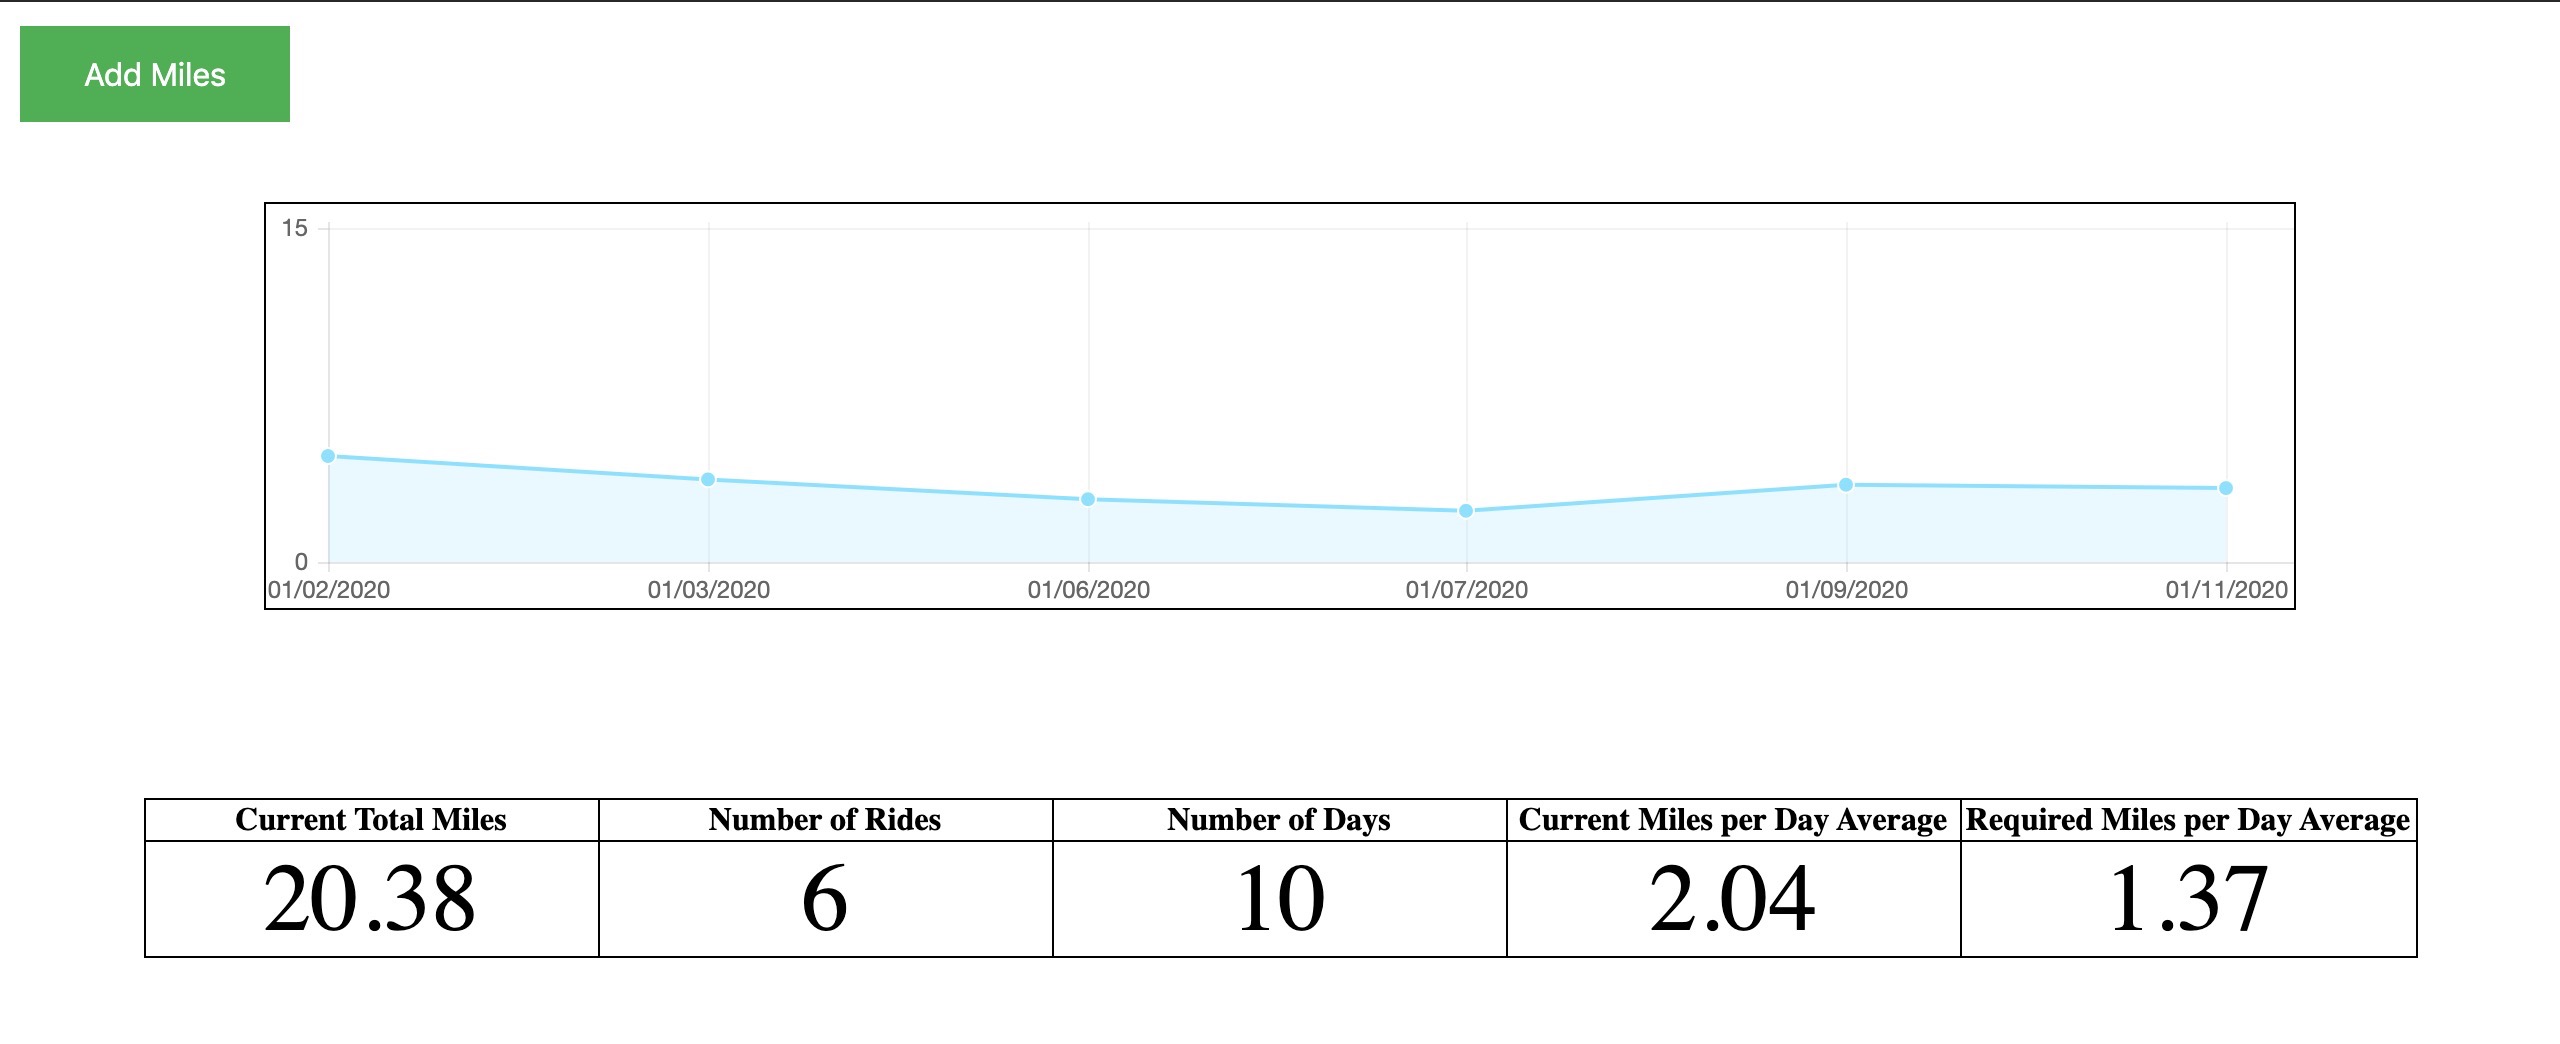 Add Miles
15
0
01/02/2020 01/03/2020 01/06/2020 01/07/2020 01/09/2020 01/11/2020
Current Total Miles Number of Rides Number of Days Current Miles per Day Average Required Miles per Day Average
20.38 6 10 2.04 1.37